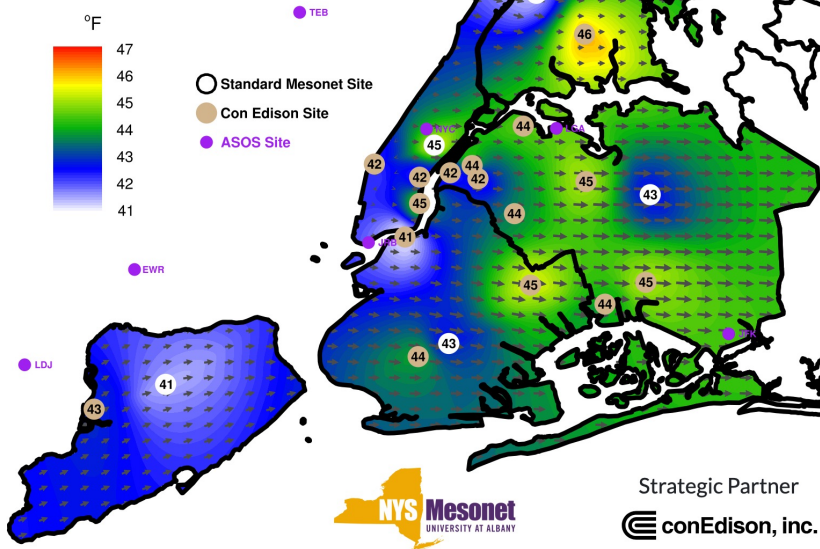 TEB
°F
47
46
45
44
43
42
41
Standard Mesonet Site
Con Edison Site
ASOS Site
46
NYC
44
LGA
45
42
42
42
44
42
45
43
45
44
JRB
41
EWR
45
45
44
JFK
43
44
LDJ
41
43
NYS Mesonet
UNIVERSITY AT ALBANY
Strategic Partner
conEdison, inc.